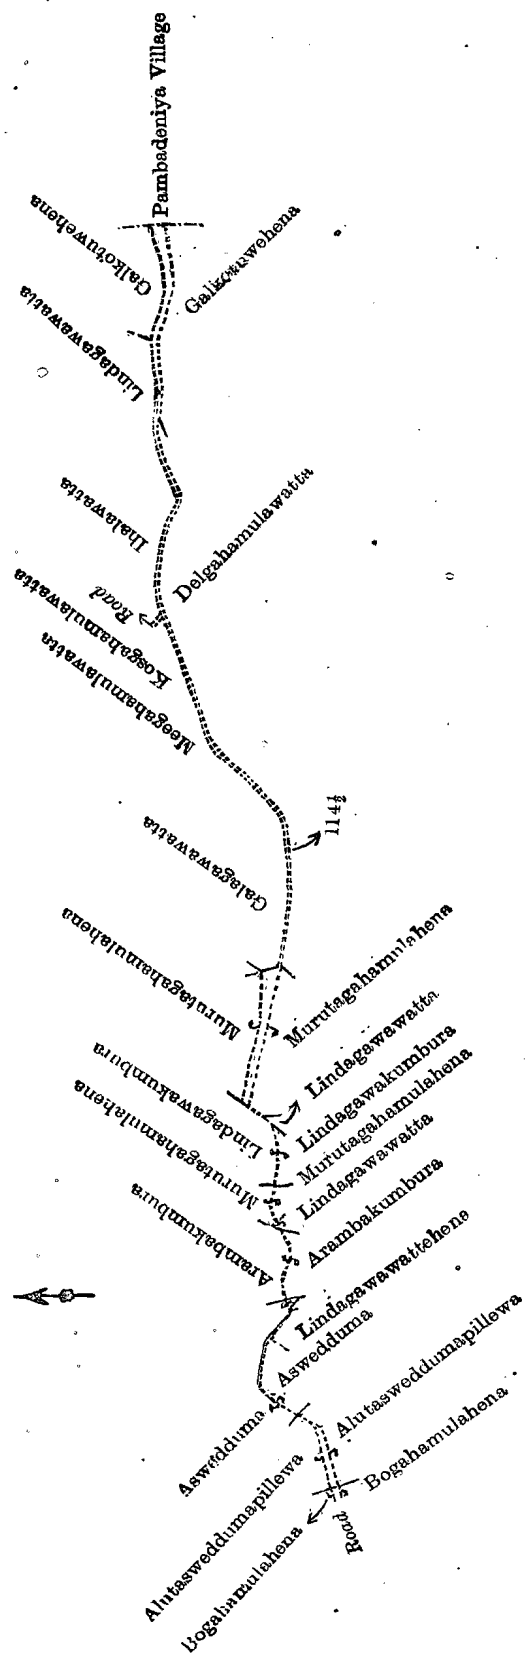 Pambadeniya Village
Galkotuwehena
Galkotuwehena
Lindagawawatta
Ihalawatta
Delgahamulawatta
Road
Kosgahamulawatta
Meegahamulawatta
114½
Galagawawatta
Murutagahamulahena
Murutagahamulahena
Lindagawawatta
Lindagawakumbura
Lindagawakumbura
Murutagahamulahena
Murutagahamulahena
Lindagawawatta
Arambakumbura
Arambakumbura
Lindagawawattehena
Aswedduma
Aswedduma
Alutasweddumapillewa
Alutasweddumapillewa
Bogahamulahena
Bogahamulahena
Road